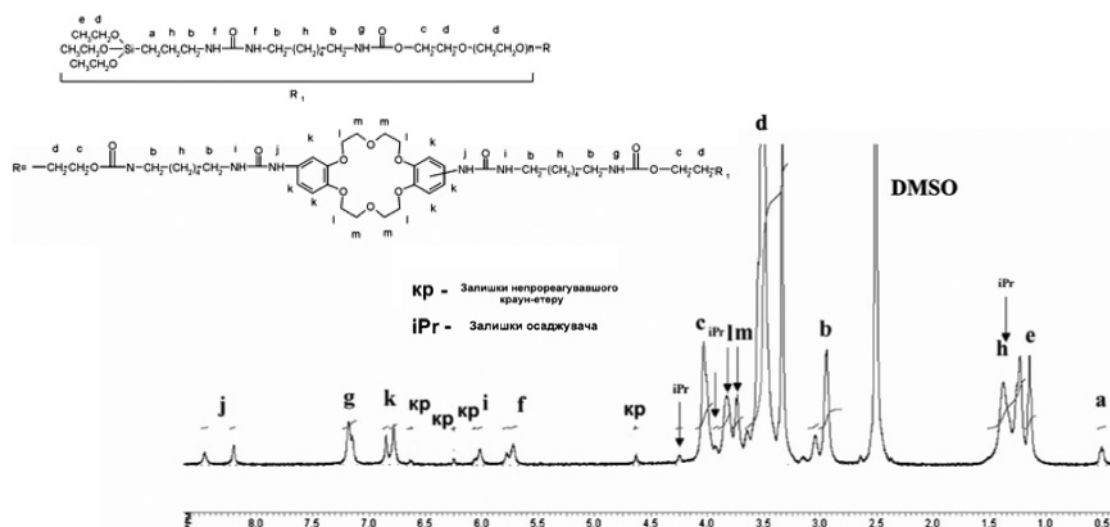 e d a h b f O f b h b g O c d d
CH₃CH₂O
CH₃CH₂O-Si-CH₂CH₂CH₂-NH-C-NH-CH₂-(CH₂)₄-CH₂-NH-C-O-CH₂CH₂O-(CH₂CH₂O)n-R
CH₃CH₂O
R₁
m m
l l
k k
d c O b h b i O j O O j O i b h b g O c d
R= -CH₂CH₂O-C-N-CH₂-(CH₂)₄-CH₂-NH-C-NH- -NH-C-NH-CH₂-(CH₂)₄-CH₂-NH-C-O-CH₂CH₂-R₁
k O O k
k O k
l l
m m
d
DMSO
кр - Залишки непрореагувавшого
краун-етеру
iPr - Залишки осаджувача
iPr
c iPr l m b h e
j g k кр кр кр i f кр iPr a
8.0 7.5 7.0 6.5 6.0 5.5 5.0 4.5 4.0 3.5 3.0 2.5 2.0 1.5 1.0